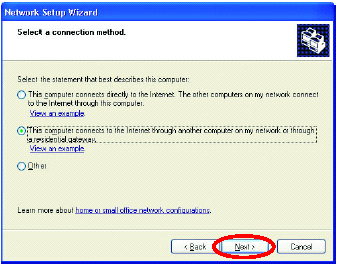 Network Setup Wizard
Select a connection method.
Select the statement that best describes this computer:
This computer connects directly to the Internet. The other computers on my network connect
to the Internet through this computer.
View an example.
This computer connects to the Internet through another computer on my network or through
a residential gateway.
View an example.
Other
Learn more about home or small office network configurations.
< Back
Next >
Cancel